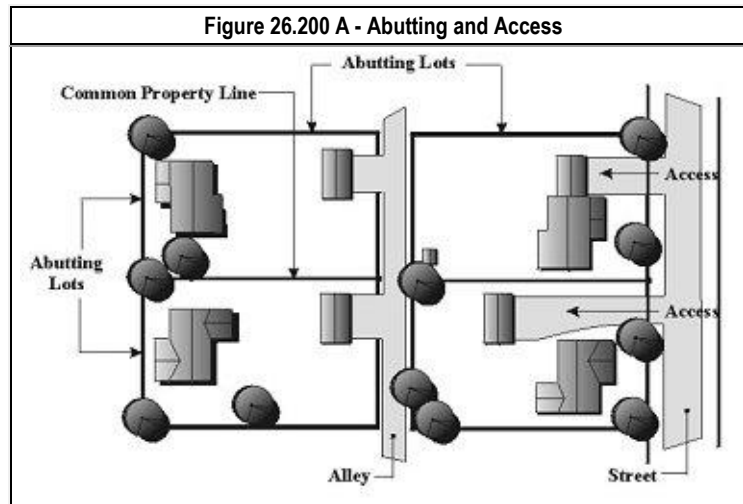 Figure 26.200 A - Abutting and Access
Abutting Lots
Common Property Line
Access
Abutting
Lots
Access
Alley
Street